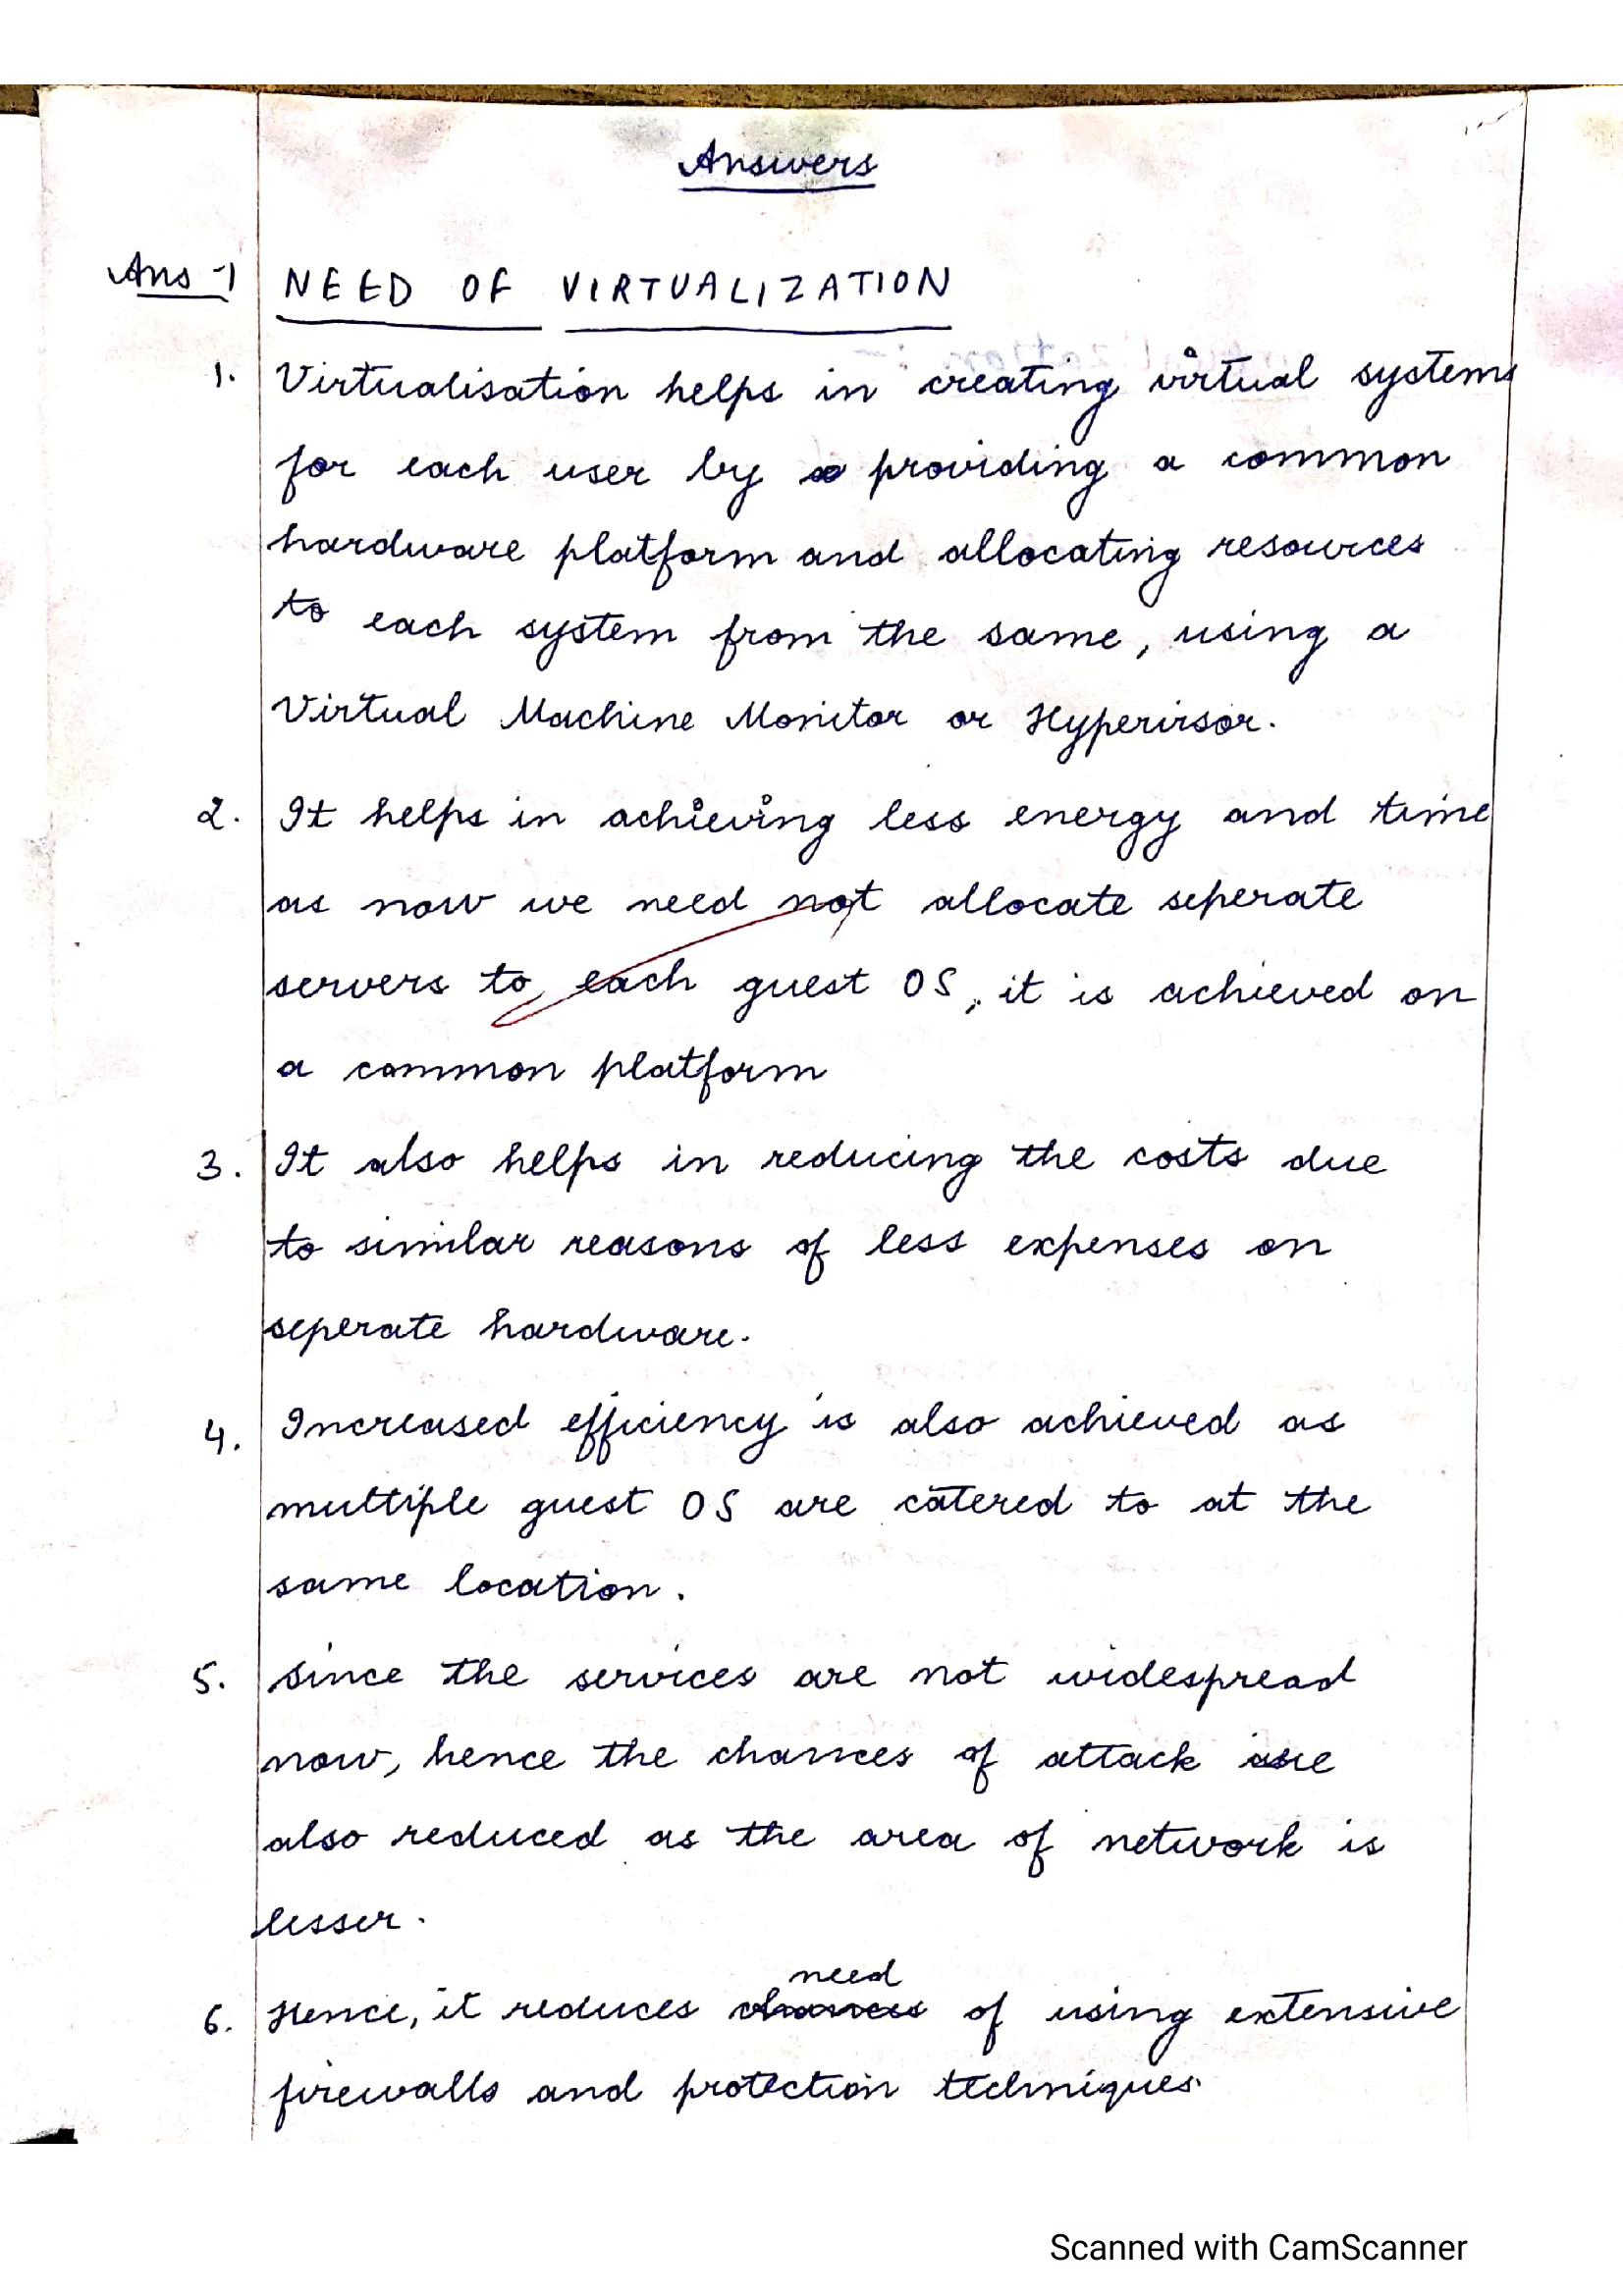 Answers
Ans-1 NEED OF VIRTUALIZATION
1. Virtualisation helps in creating virtual systems
for each user by providing a common
hardware platform and allocating resources
to each system from the same, using a
Virtual Machine Monitor or Hypervisor.
2. It helps in achieving less energy and time
as now we need not allocate seperate
servers to each guest OS, it is achieved on
a common platform
3. It also helps in reducing the costs due
to similar reasons of less expenses on
seperate hardware.
4. Increased efficiency is also achieved as
multiple guest OS are catered to at the
same location.
5. Since the services are not widespread
now, hence the chances of attack are
also reduced as the area of network is
lesser.
6. Hence, it reduces need of using extensive
firewalls and protection techniques.
Scanned with CamScanner